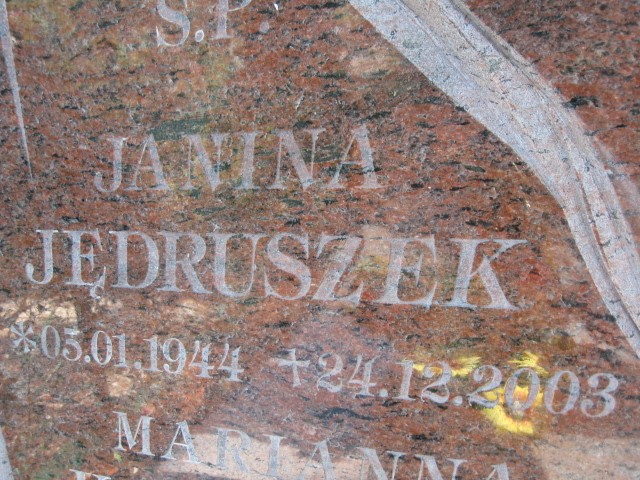 Ś.P.
JANINA
JĘDRUSZEK
*05.01.1944 +24.12.2003
MARIANNA